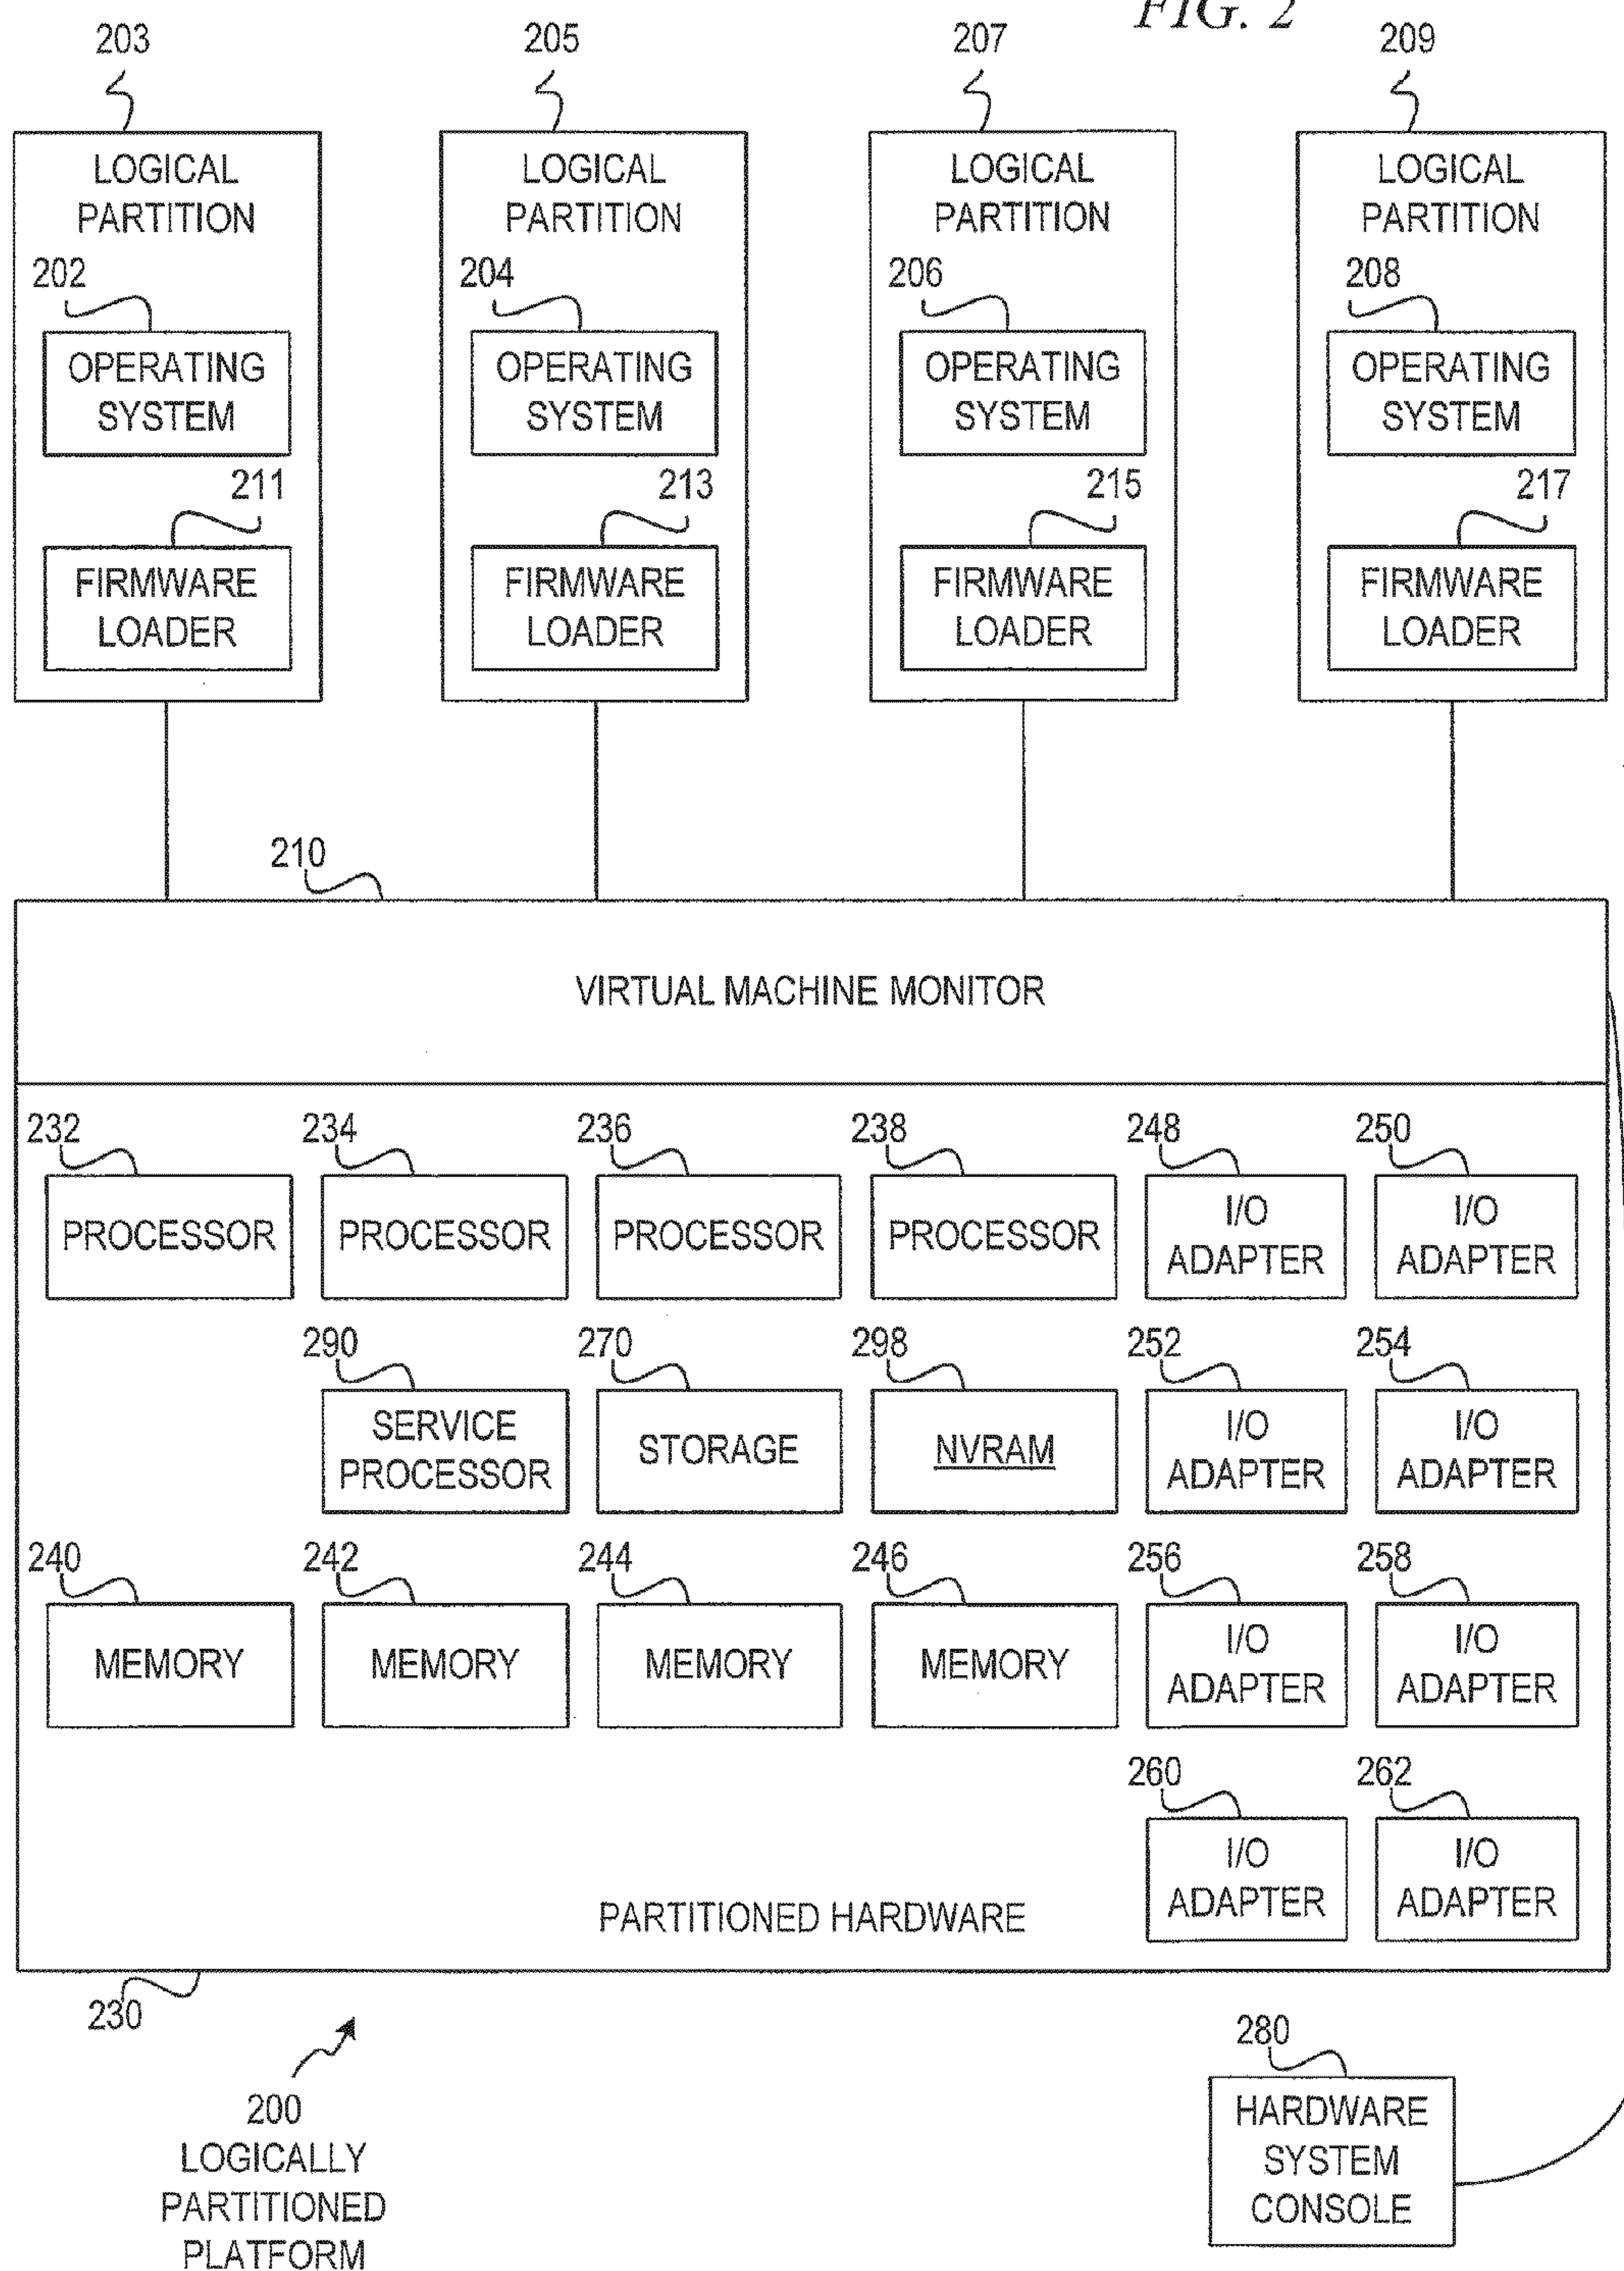 FIG. 2
203 205 207 209
LOGICAL LOGICAL LOGICAL LOGICAL
PARTITION PARTITION PARTITION PARTITION
202 204 206 208
OPERATING OPERATING OPERATING OPERATING
SYSTEM SYSTEM SYSTEM SYSTEM
211 213 215 217
FIRMWARE FIRMWARE FIRMWARE FIRMWARE
LOADER LOADER LOADER LOADER
210
VIRTUAL MACHINE MONITOR
232 234 236 238 248 250
I/O I/O
PROCESSOR PROCESSOR PROCESSOR PROCESSOR
ADAPTER ADAPTER
290 270 298 252 254
SERVICE I/O I/O
STORAGE NVRAM
PROCESSOR ADAPTER ADAPTER
240 242 244 246 256 258
I/O I/O
MEMORY MEMORY MEMORY MEMORY
ADAPTER ADAPTER
260 262
I/O I/O
ADAPTER ADAPTER
PARTITIONED HARDWARE
230
280
200
LOGICALLY
PARTITIONED
PLATFORM
HARDWARE
SYSTEM
CONSOLE